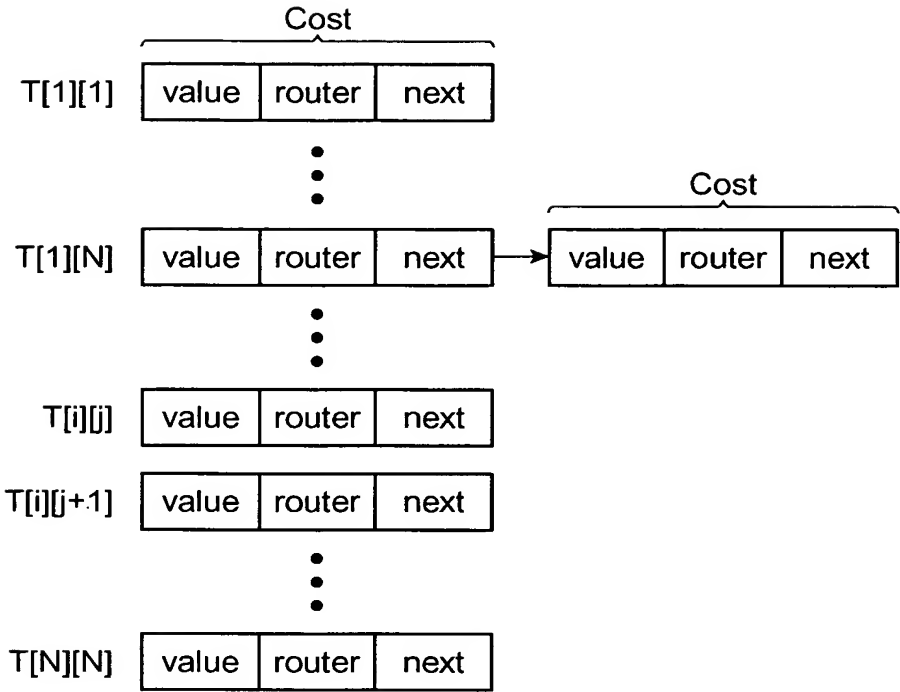 Cost
T[1][1] value router next
Cost
T[1][N] value router next value router next
T[i][j] value router next
T[i][j+1] value router next
T[N][N] value router next